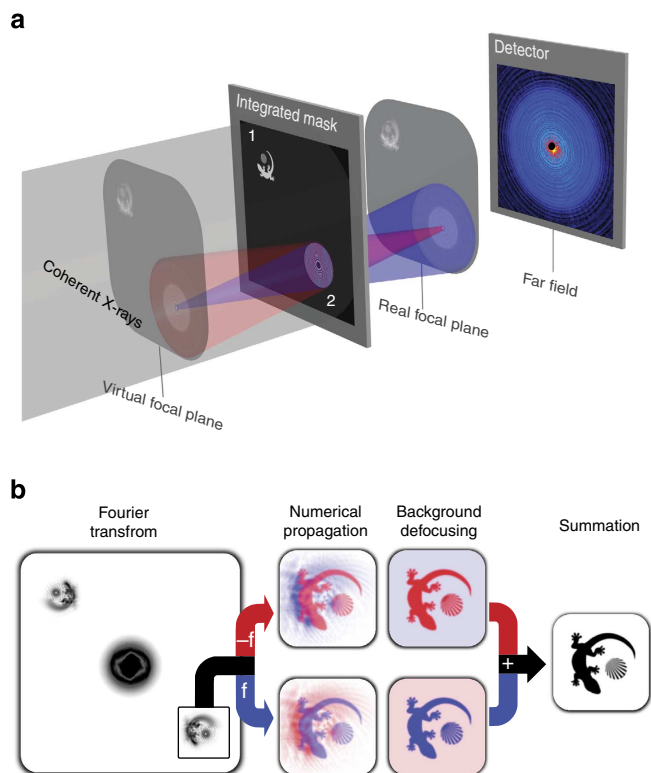 a
Detector
Integrated mask
1
2
Coherent X-rays
Real focal plane
Far field
Virtual focal plane
b
Fourier
transfrom
Numerical
propagation
Background
defocusing
Summation
–f
f
+